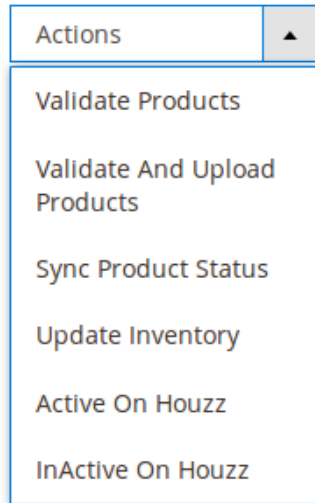 Actions
Validate Products
Validate And Upload
Products
Sync Product Status
Update Inventory
Active On Houzz
InActive On Houzz